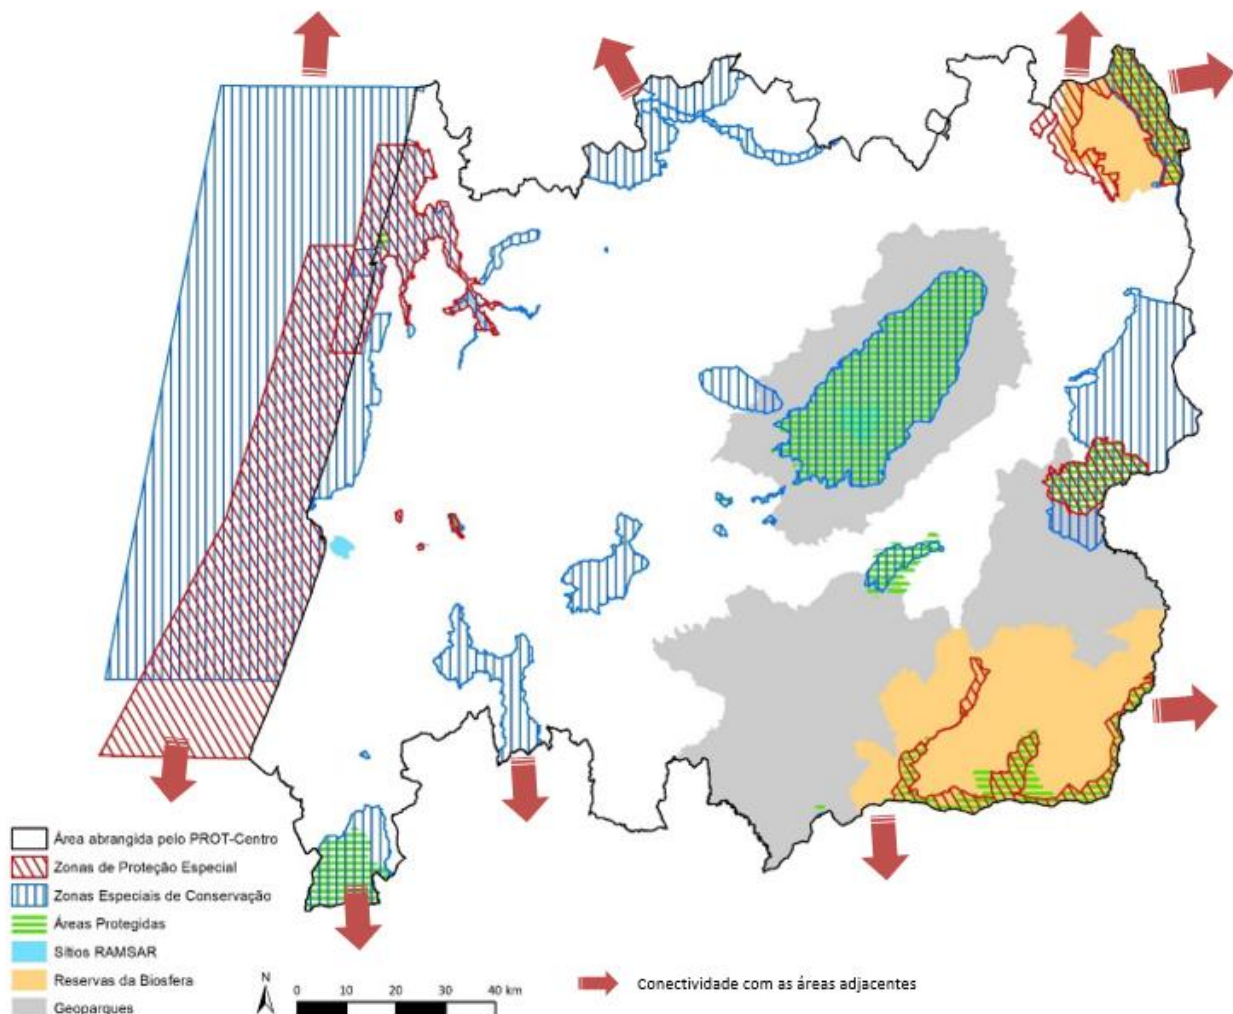 Área abrangida pelo PROT-Centro
Zonas de Proteção Especial
Zonas Especiais de Conservação
Áreas Protegidas
Sítios RAMSAR
Reservas da Biosfera
Geoparques
N
0 10 20 30 40 km
Conectividade com as áreas adjacentes